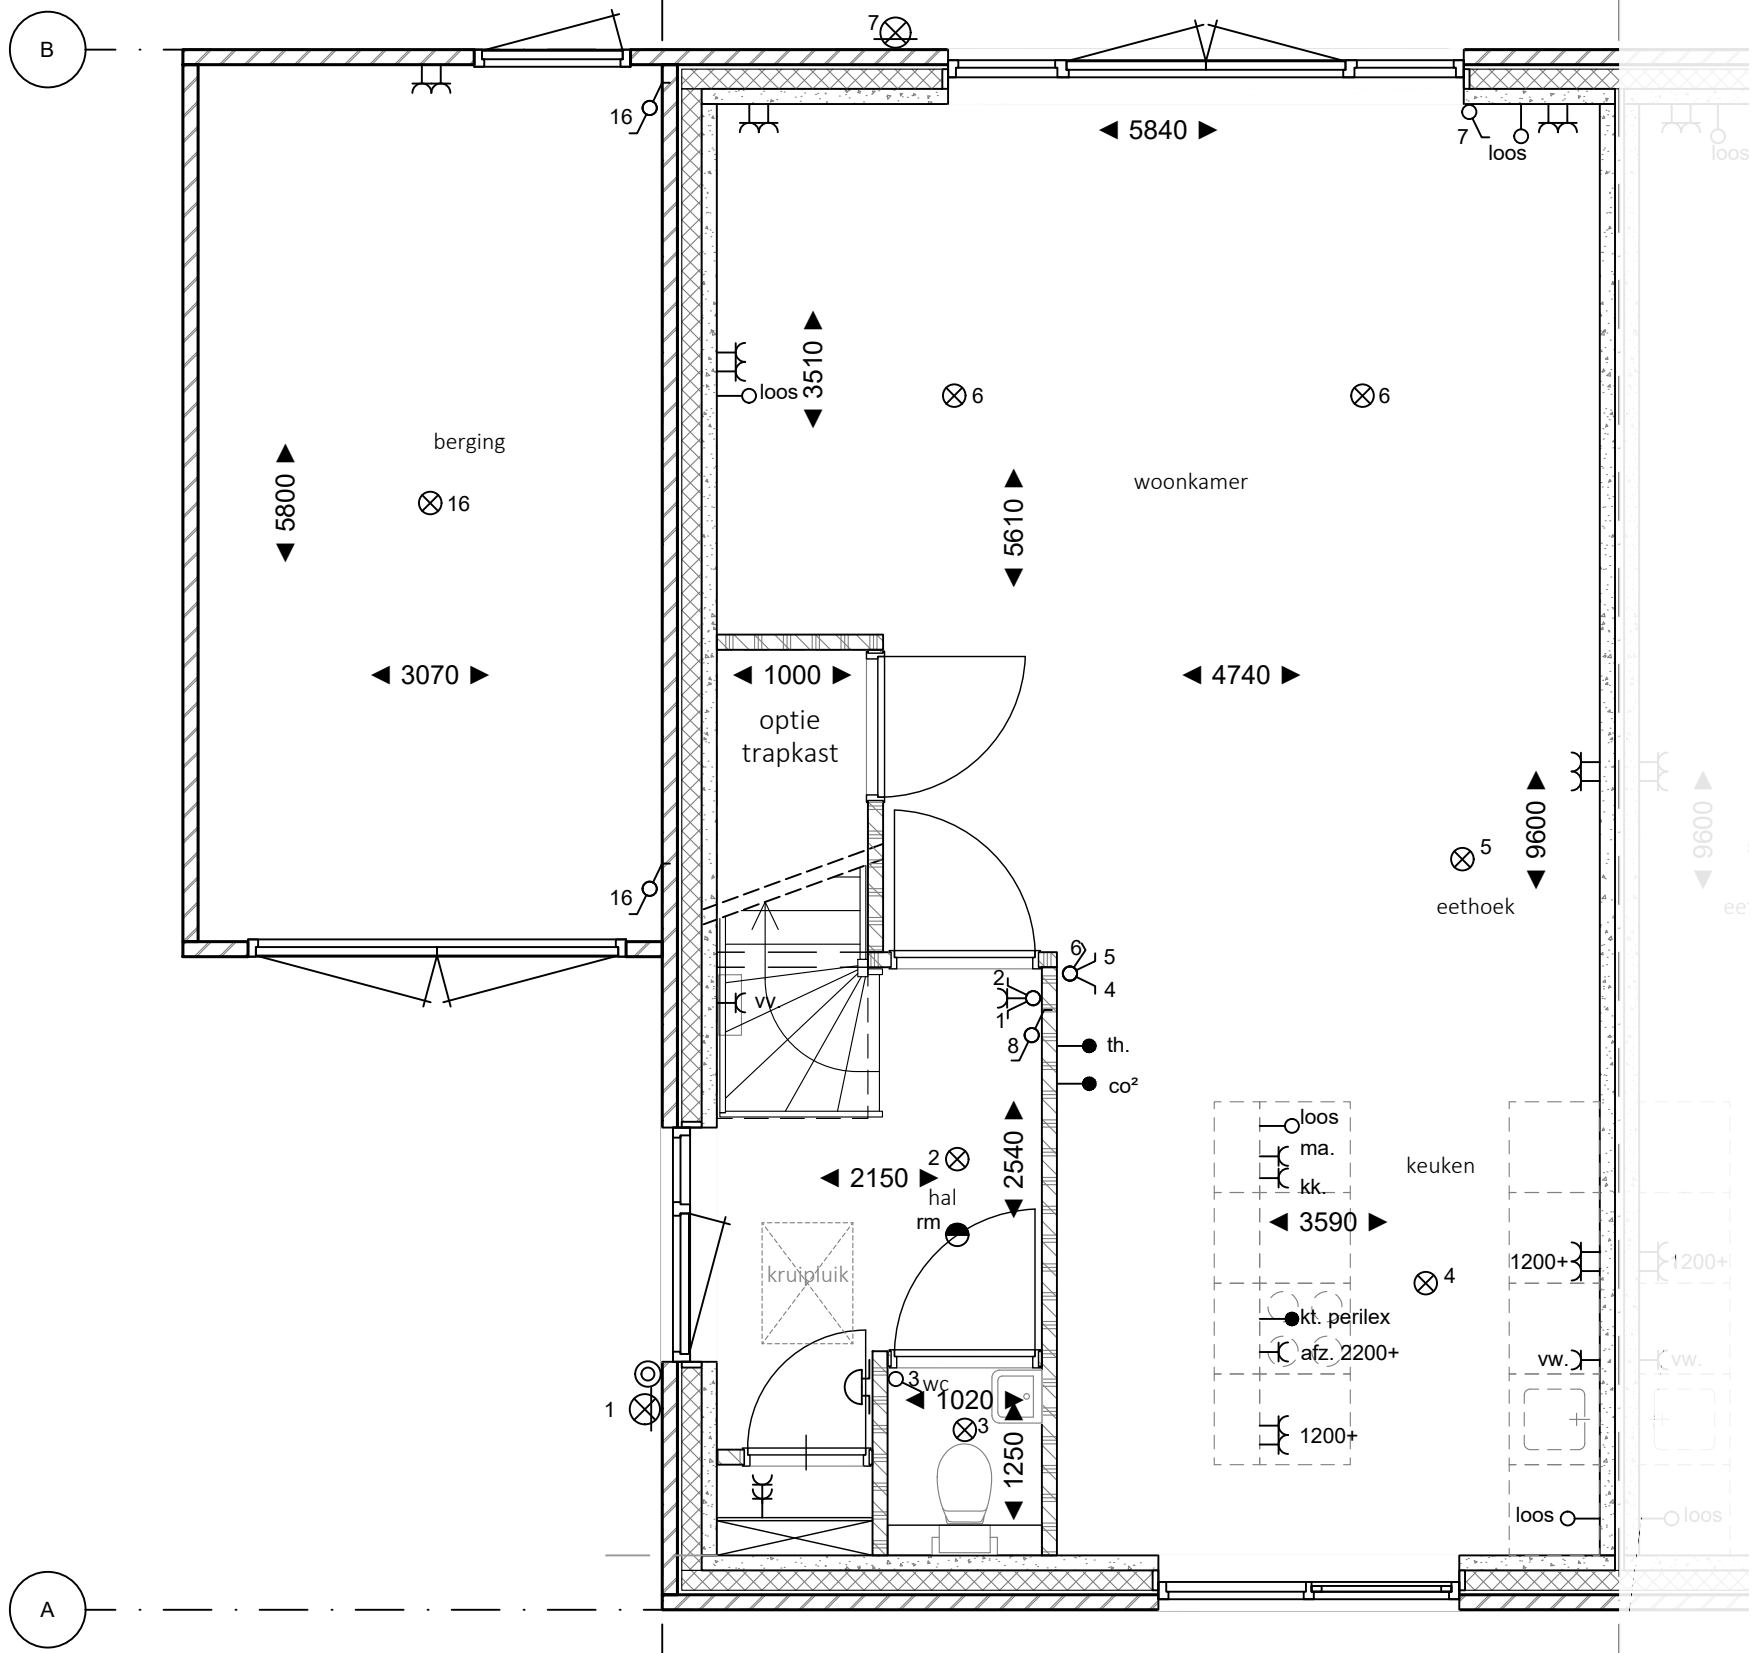 B
7
16
5840
7
loos
loos
3510
loos
6
6
berging
5800
16
woonkamer
5610
3070
1000
4740
optie
trapkast
9600
9600
5
eethoek
eet
16
6
5
4
2
1
vv.
8
th.
co²
loos
ma.
kk.
keuken
2540
2
2150
hal
rm
3590
1200+
1200+
kruipluik
4
kt. perilex
afz. 2200+
vw.
vw.
3
wc
1020
1
3
1250
1200+
loos
loos
A